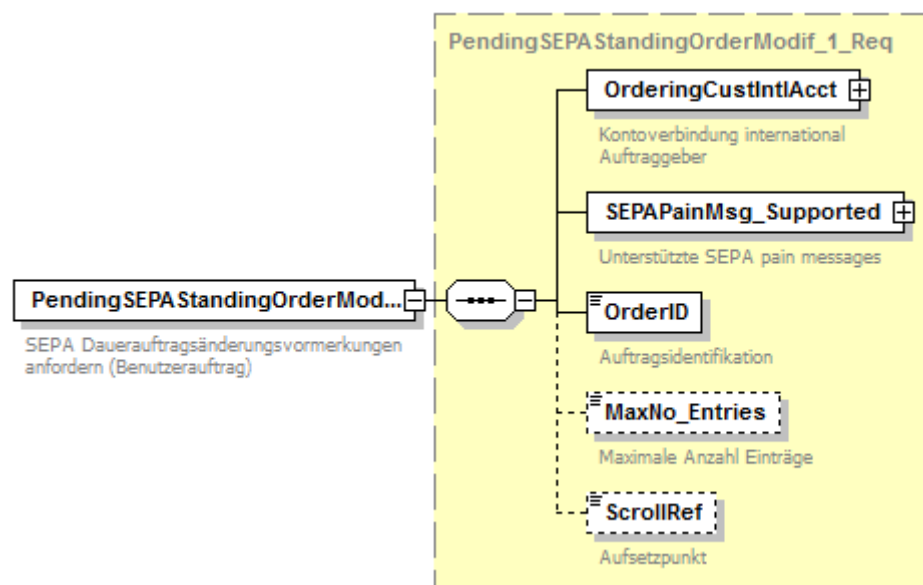 PendingSEPAStandingOrderModif_1_Req
OrderingCustIntlAcct
Kontoverbindung international
Auftraggeber
SEPAPainMsg_Supported
Unterstützte SEPA pain messages
PendingSEPAStandingOrderMod...
SEPA Dauerauftragsänderungsvormerkungen
anfordern (Benutzerauftrag)
OrderID
Auftragsidentifikation
MaxNo_Entries
Maximale Anzahl Einträge
ScrollRef
Aufsetzpunkt